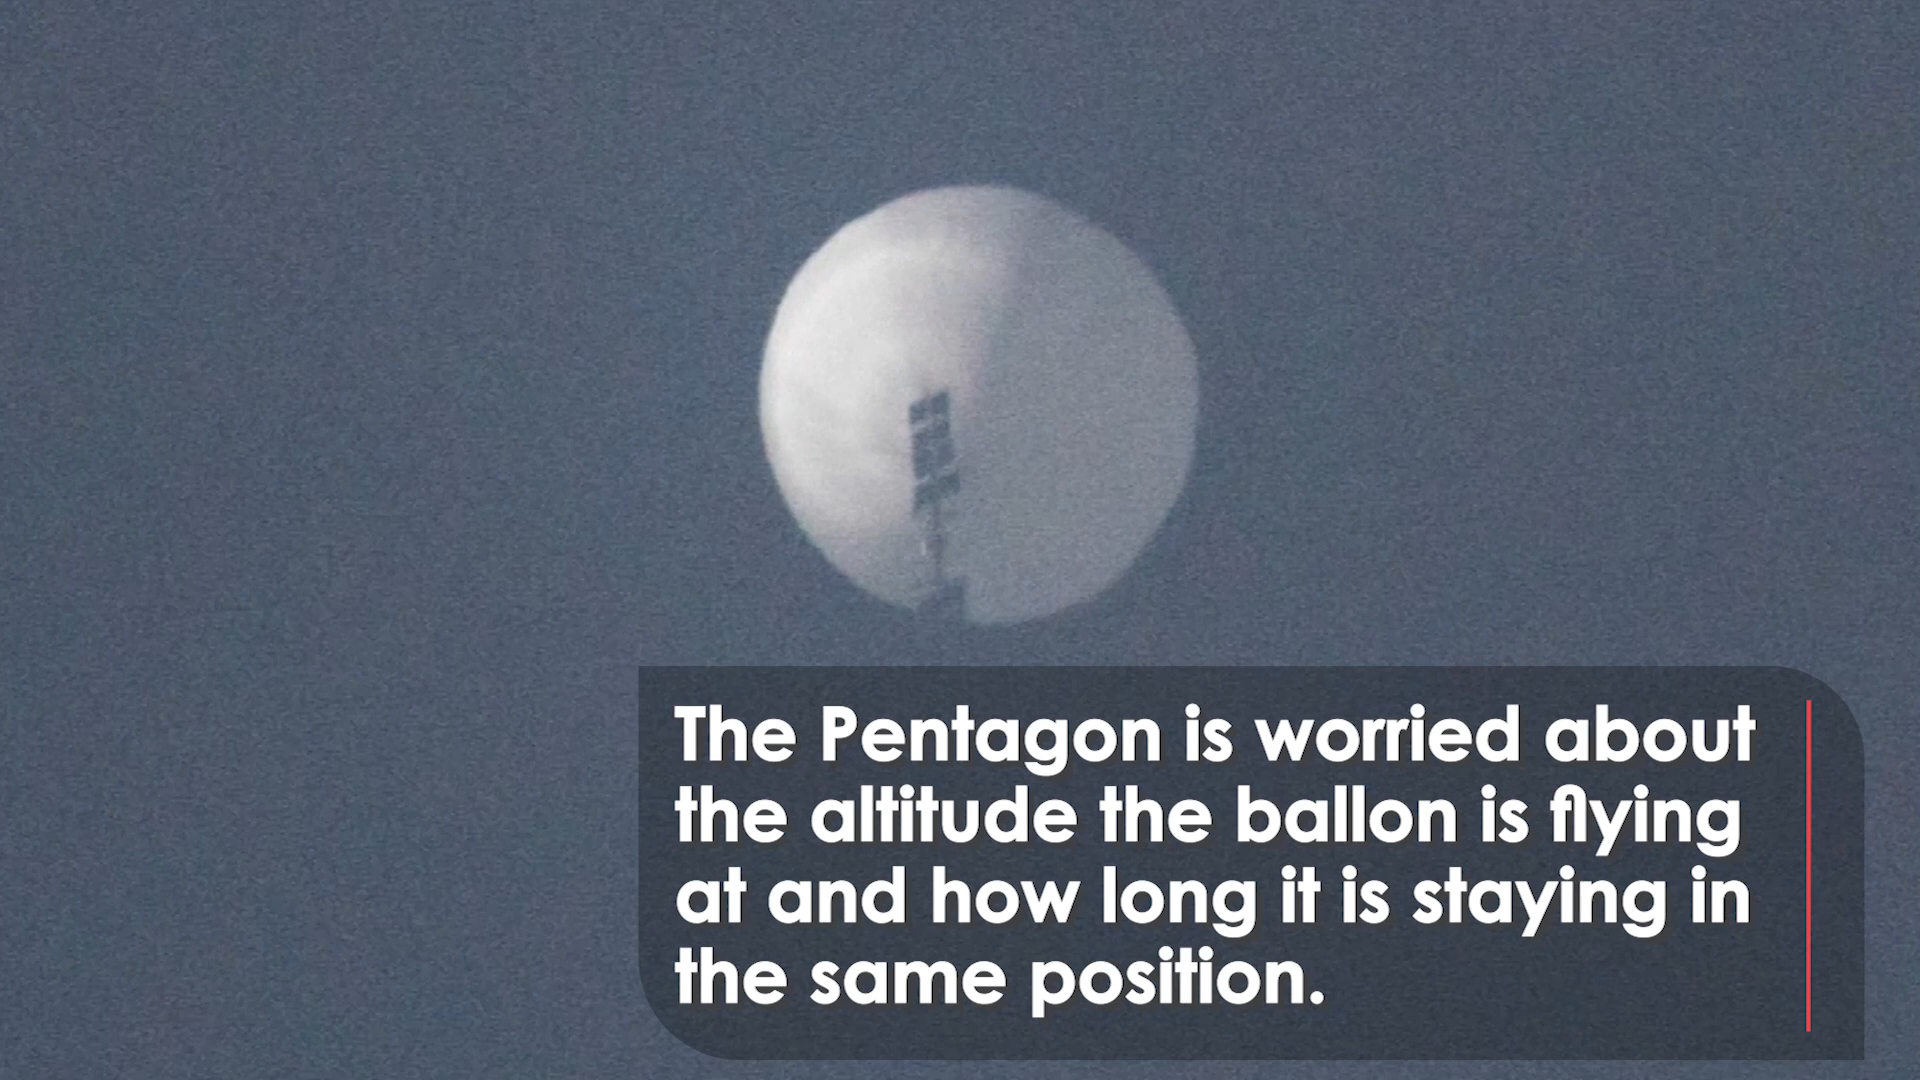 The Pentagon is worried about
the altitude the ballon is flying
at and how long it is staying in
the same position.